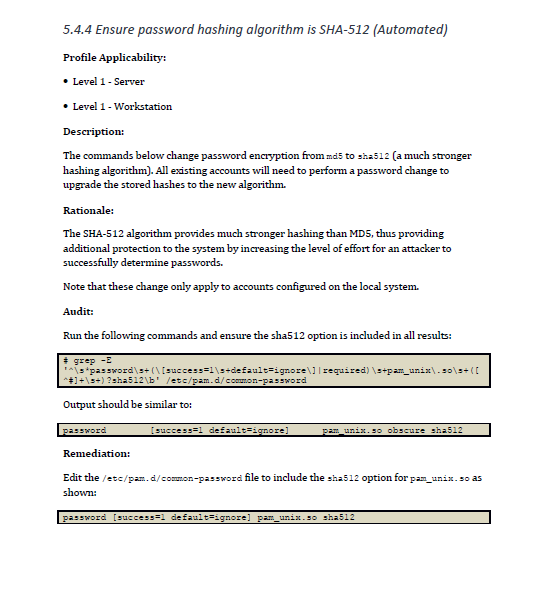 5.4.4 Ensure password hashing algorithm is SHA-512 (Automated)
Profile Applicability:
• Level 1 - Server
• Level 1 - Workstation
Description:
The commands below change password encryption from md5 to sha512 (a much stronger
hashing algorithm). All existing accounts will need to perform a password change to
upgrade the stored hashes to the new algorithm.
Rationale:
The SHA-512 algorithm provides much stronger hashing than MD5, thus providing
additional protection to the system by increasing the level of effort for an attacker to
successfully determine passwords.
Note that these change only apply to accounts configured on the local system.
Audit:
Run the following commands and ensure the sha512 option is included in all results:
# grep -E
'^\s*password\s+(\[success=1\s+default=ignore\]|required)\s+pam_unix\.so\s+([
^#]+\s+)?sha512\b' /etc/pam.d/common-password
Output should be similar to:
password [success=1 default=ignore] pam_unix.so obscure sha512
Remediation:
Edit the /etc/pam.d/common-password file to include the sha512 option for pam_unix.so as
shown:
password [success=1 default=ignore] pam_unix.so sha512